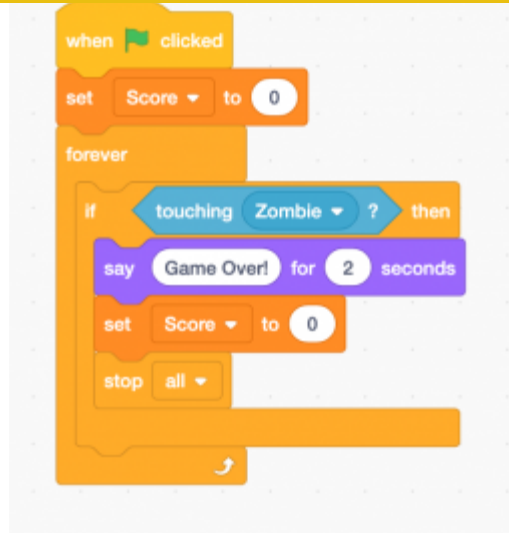 when clicked
set Score to 0
forever
if touching Zombie ? then
say Game Over! for 2 seconds
set Score to 0
stop all